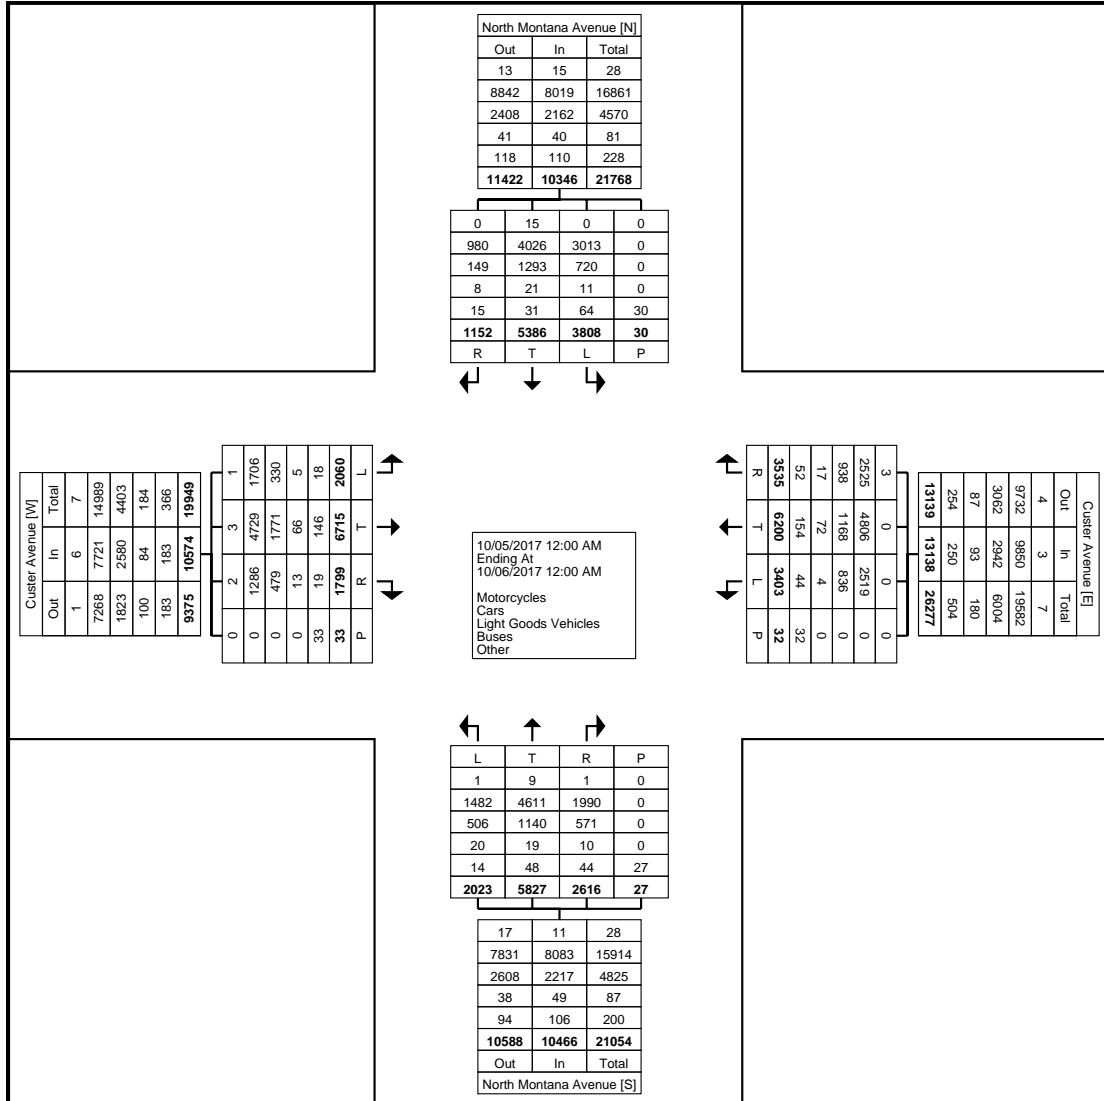 North Montana Avenue [N]
Out In Total
13 15 28
8842 8019 16861
2408 2162 4570
41 40 81
118 110 228
11422 10346 21768
0 15 0 0
980 4026 3013 0
149 1293 720 0
8 21 11 0
15 31 64 30
1152 5386 3808 30
R T L P
Custer Avenue [W]
Total 7 14989 4403 184 366 19949
In 6 7721 2580 84 183 10574
Out 1 7268 1823 100 183 9375
1 1706 330 5 18 2060 L
3 4729 1771 66 146 6715 T
2 1286 479 13 19 1799 R
0 0 0 0 33 33 P
10/05/2017 12:00 AM
Ending At
10/06/2017 12:00 AM
Motorcycles
Cars
Light Goods Vehicles
Buses
Other
R 3535 52 17 938 2525 3
T 6200 154 72 1168 4806 0
L 3403 44 4 836 2519 0
P 32 32 0 0 0 0
Custer Avenue [E]
Out In Total
4 3 7
9732 9850 19582
3062 2942 6004
87 93 180
254 250 504
13139 13138 26277
L T R P
1 9 1 0
1482 4611 1990 0
506 1140 571 0
20 19 10 0
14 48 44 27
2023 5827 2616 27
17 11 28
7831 8083 15914
2608 2217 4825
38 49 87
94 106 200
10588 10466 21054
Out In Total
North Montana Avenue [S]